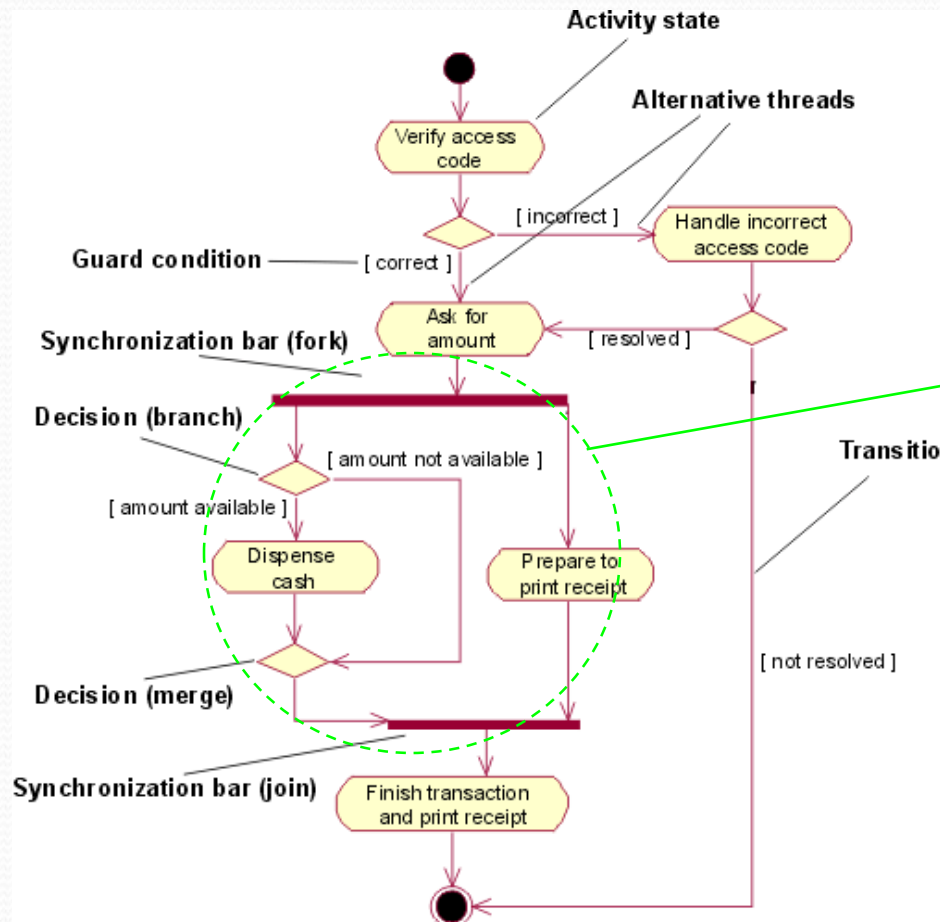 Activity state
Alternative threads
Verify access
code
[ incorrect ]
Handle incorrect
access code
Guard condition
[ correct ]
Ask for
amount
[ resolved ]
Synchronization bar (fork)
Decision (branch)
[ amount not available ]
Transitio
[ amount available ]
Dispense
cash
Prepare to
print receipt
[ not resolved ]
Decision (merge)
Synchronization bar (join)
Finish transaction
and print receipt